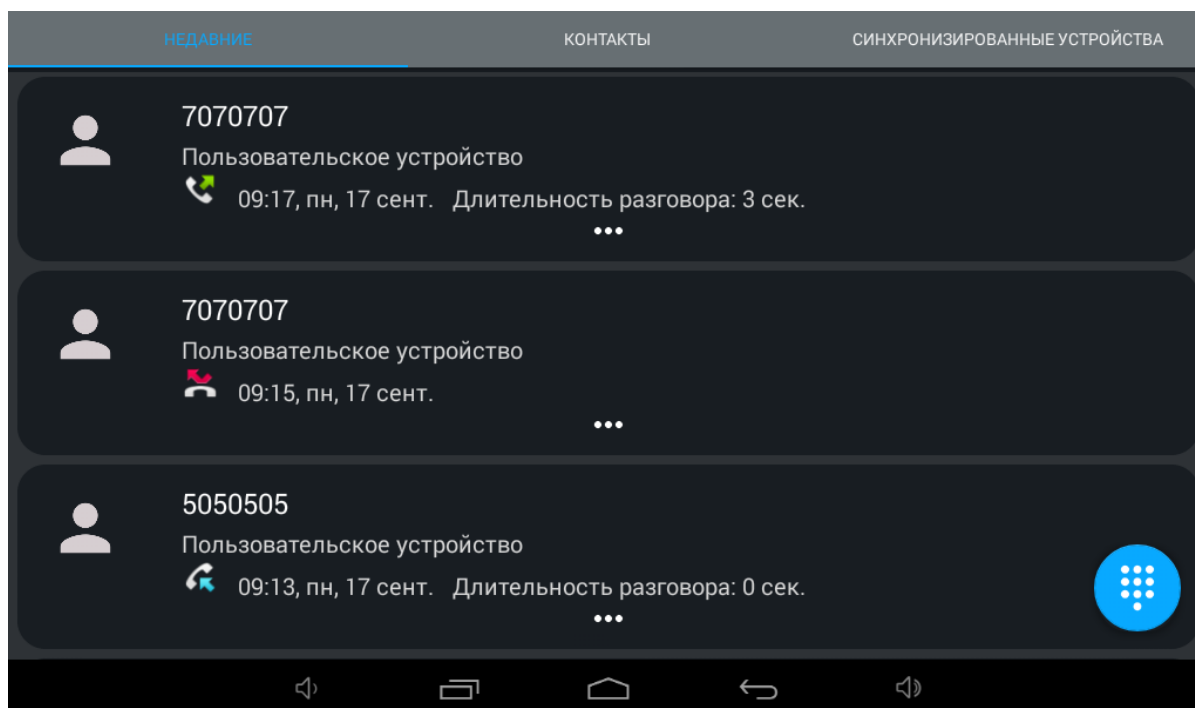 НЕДАВНИЕ КОНТАКТЫ СИНХРОНИЗИРОВАННЫЕ УСТРОЙСТВА
7070707
Пользовательское устройство
09:17, пн, 17 сент. Длительность разговора: 3 сек.
7070707
Пользовательское устройство
09:15, пн, 17 сент.
5050505
Пользовательское устройство
09:13, пн, 17 сент. Длительность разговора: 0 сек.